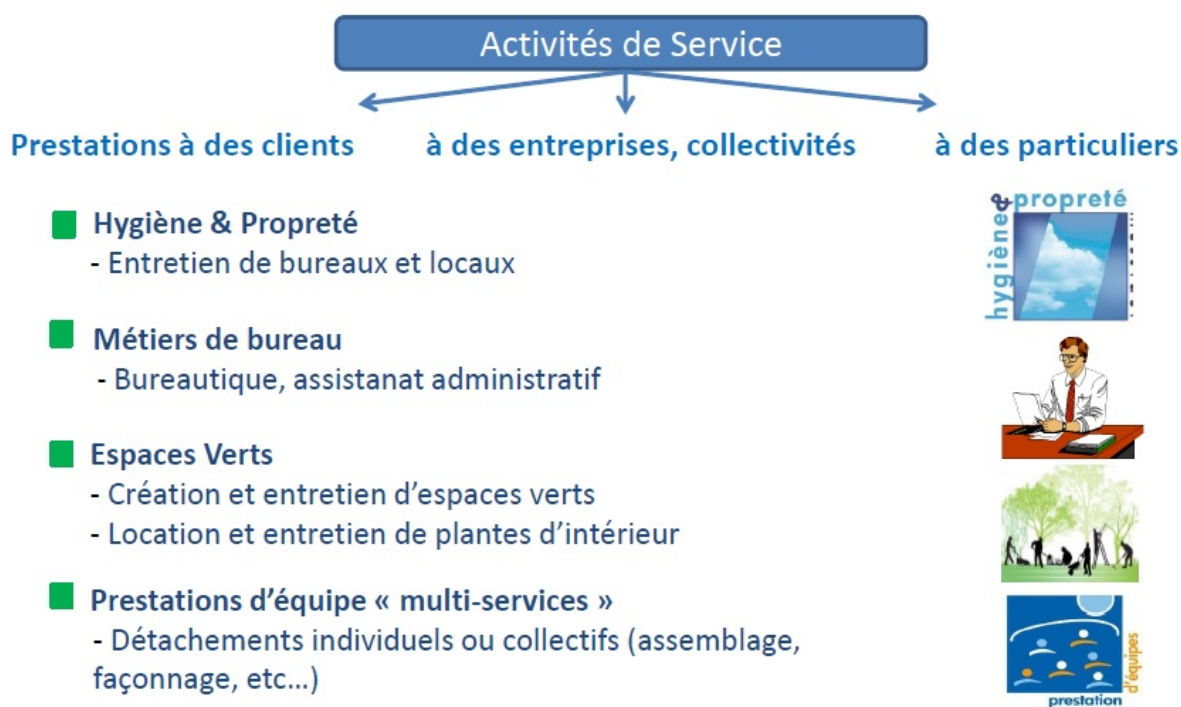 Activités de Service
Prestations à des clients
à des entreprises, collectivités
à des particuliers
Hygiène & Propreté
- Entretien de bureaux et locaux
hygiène & propreté
Métiers de bureau
- Bureautique, assistanat administratif
Espaces Verts
- Création et entretien d’espaces verts
- Location et entretien de plantes d’intérieur
Prestations d’équipe « multi-services »
- Détachements individuels ou collectifs (assemblage,
façonnage, etc…)
prestation
d'équipes